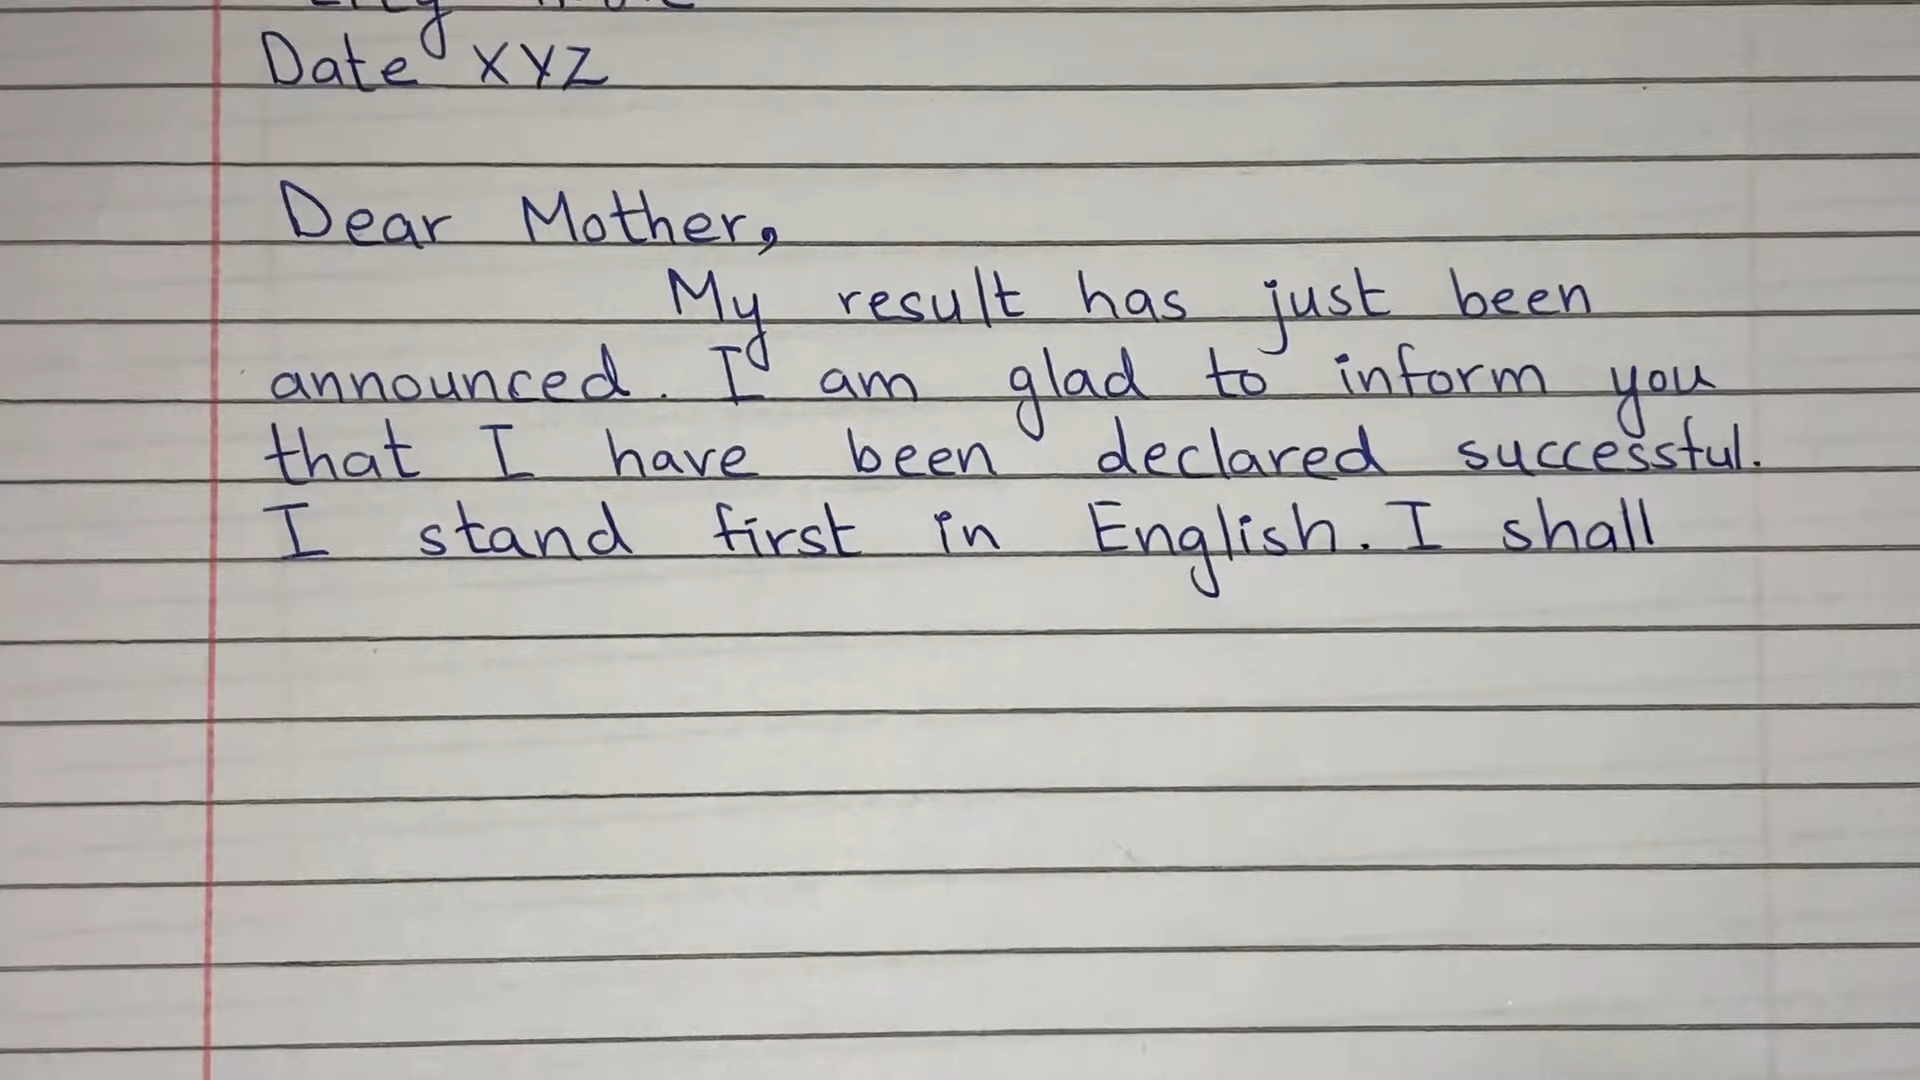 Date XYZ
Dear Mother,
My result has just been
announced. I am glad to inform you
that I have been declared successful.
I stand first in English. I shall